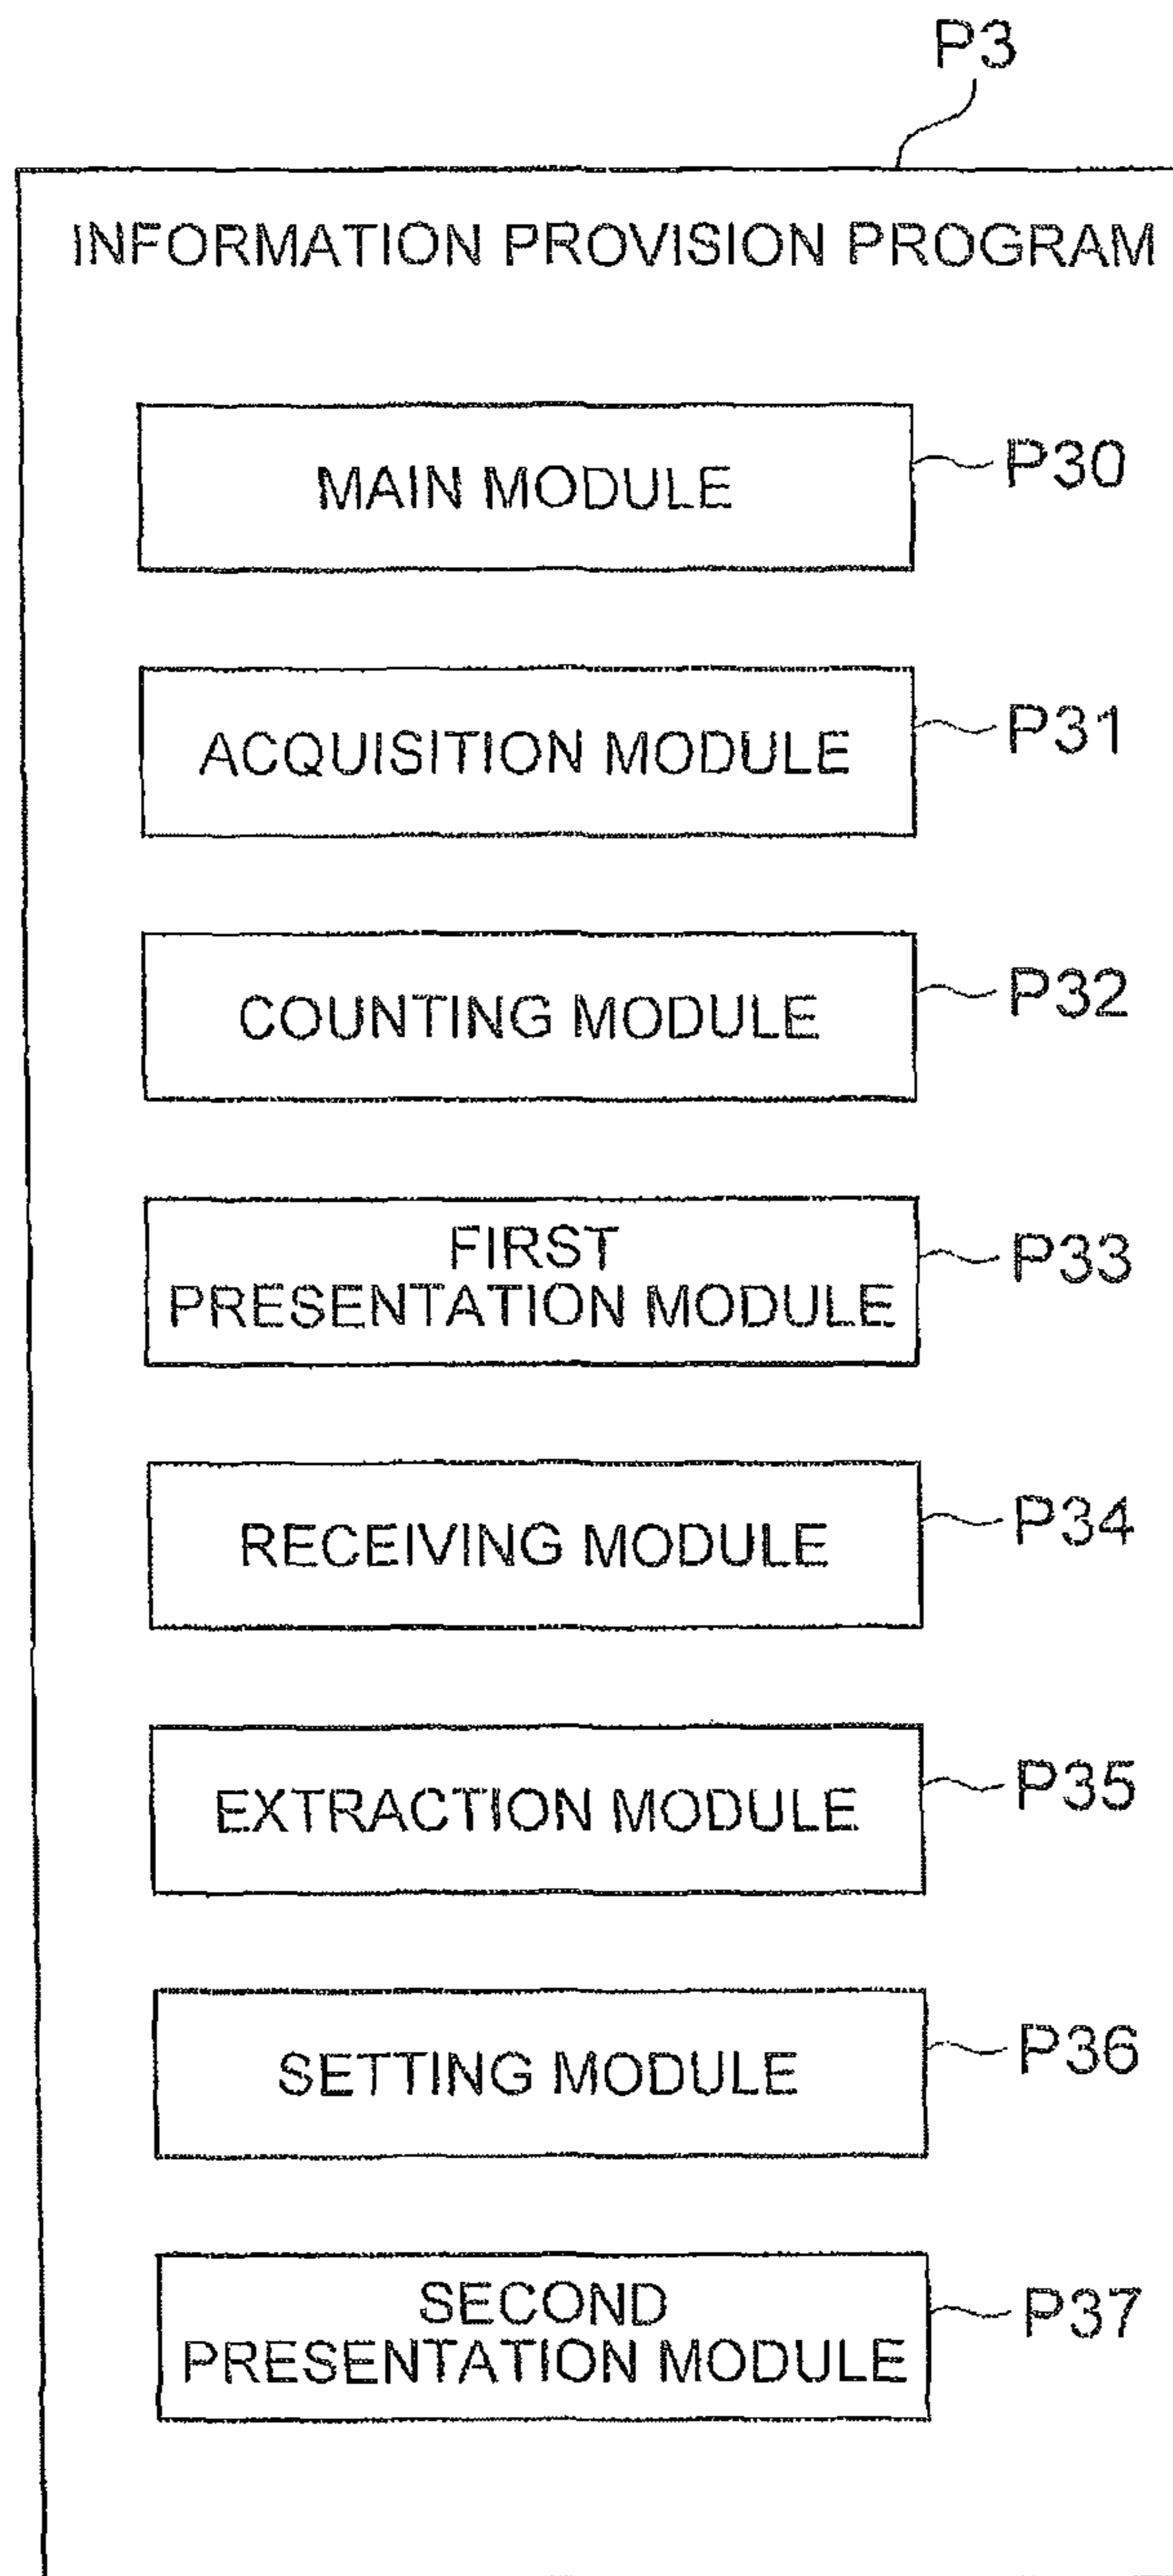 P3
INFORMATION PROVISION PROGRAM
MAIN MODULE
P30
ACQUISITION MODULE
P31
COUNTING MODULE
P32
FIRST
PRESENTATION MODULE
P33
RECEIVING MODULE
P34
EXTRACTION MODULE
P35
SETTING MODULE
P36
SECOND
PRESENTATION MODULE
P37